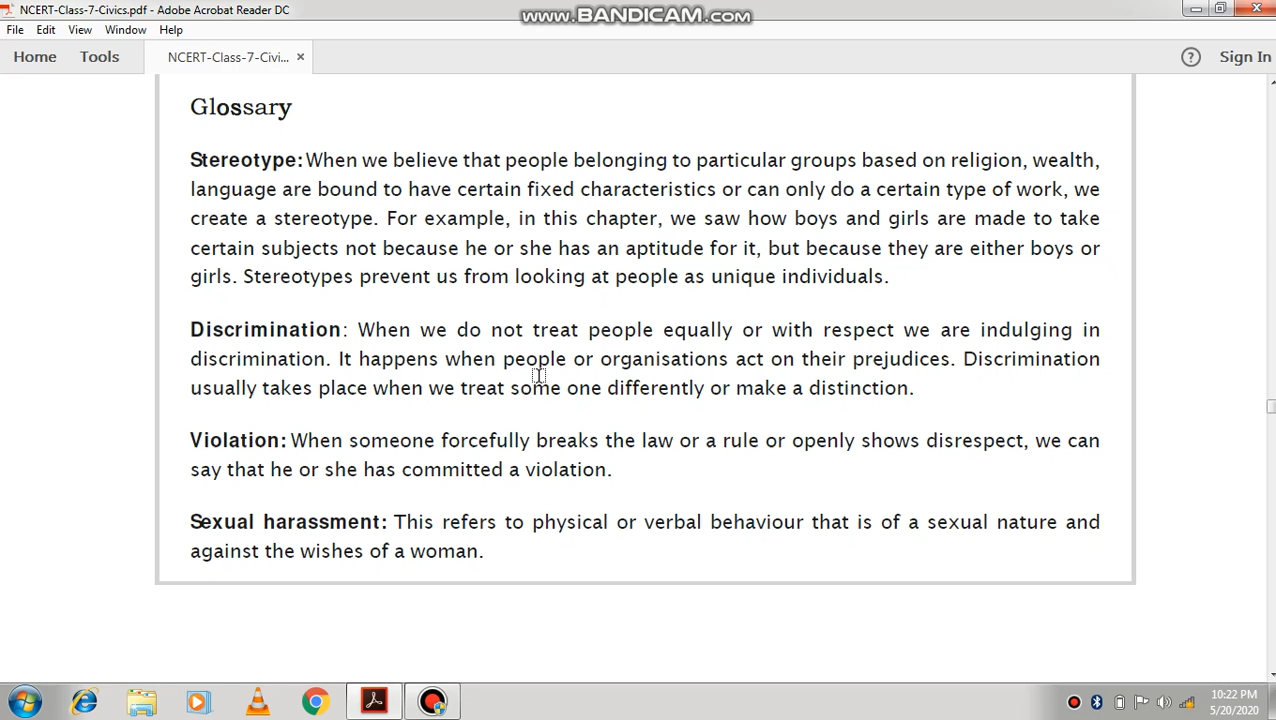 NCERT-Class-7-Civics.pdf - Adobe Acrobat Reader DC
www.BANDICAM.com
File Edit View Window Help
Home Tools NCERT-Class-7-Civi... × ? Sign In
Glossary
Stereotype: When we believe that people belonging to particular groups based on religion, wealth,
language are bound to have certain fixed characteristics or can only do a certain type of work, we
create a stereotype. For example, in this chapter, we saw how boys and girls are made to take
certain subjects not because he or she has an aptitude for it, but because they are either boys or
girls. Stereotypes prevent us from looking at people as unique individuals.
Discrimination: When we do not treat people equally or with respect we are indulging in
discrimination. It happens when people or organisations act on their prejudices. Discrimination
usually takes place when we treat some one differently or make a distinction.
Violation: When someone forcefully breaks the law or a rule or openly shows disrespect, we can
say that he or she has committed a violation.
Sexual harassment: This refers to physical or verbal behaviour that is of a sexual nature and
against the wishes of a woman.
10:22 PM
5/20/2020